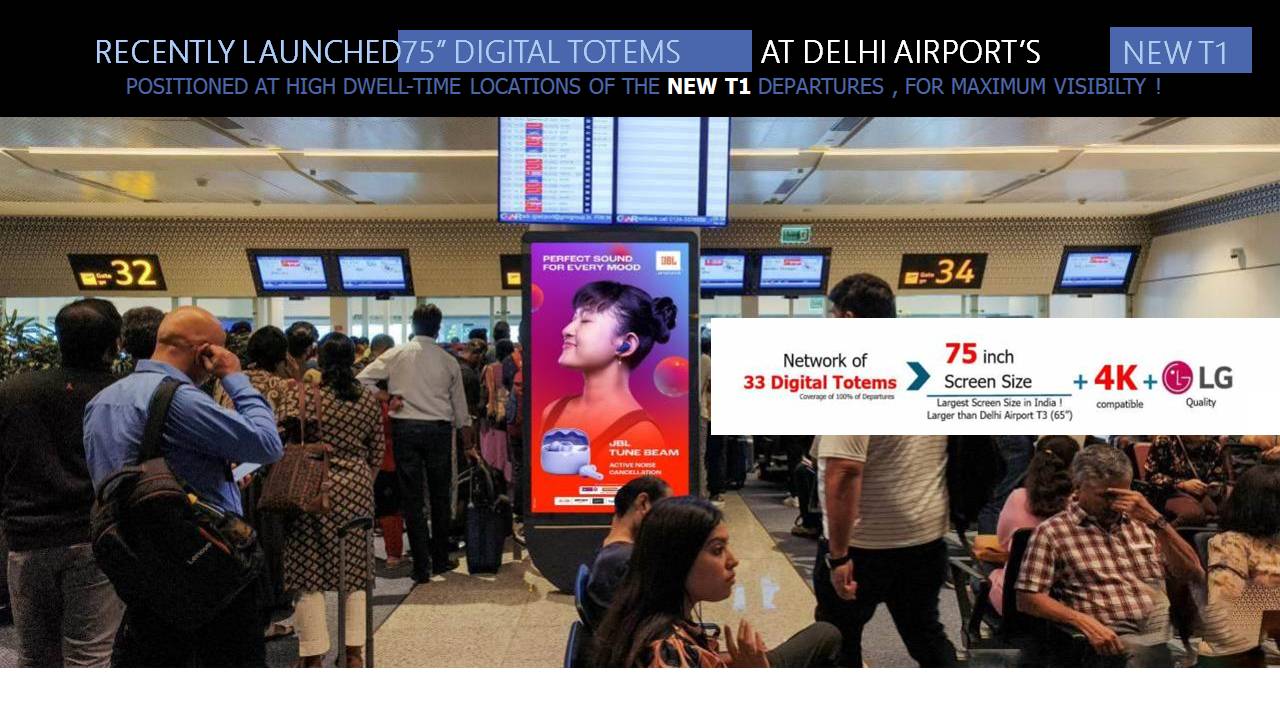 RECENTLY LAUNCHED 75” DIGITAL TOTEMS AT DELHI AIRPORT’S NEW T1
POSITIONED AT HIGH DWELL-TIME LOCATIONS OF THE NEW T1 DEPARTURES , FOR MAXIMUM VISIBILTY !
Gate 32
Gate 34
PERFECT SOUND
FOR EVERY MOOD
JBL
JBL
TUNE BEAM
ACTIVE NOISE
CANCELLATION
Lenovo
Network of
33 Digital Totems
Coverage of 100% of Departures
75 inch
Screen Size
Largest Screen Size in India !
Larger than Delhi Airport T3 (65”)
+ 4K +
compatible
LG
Quality